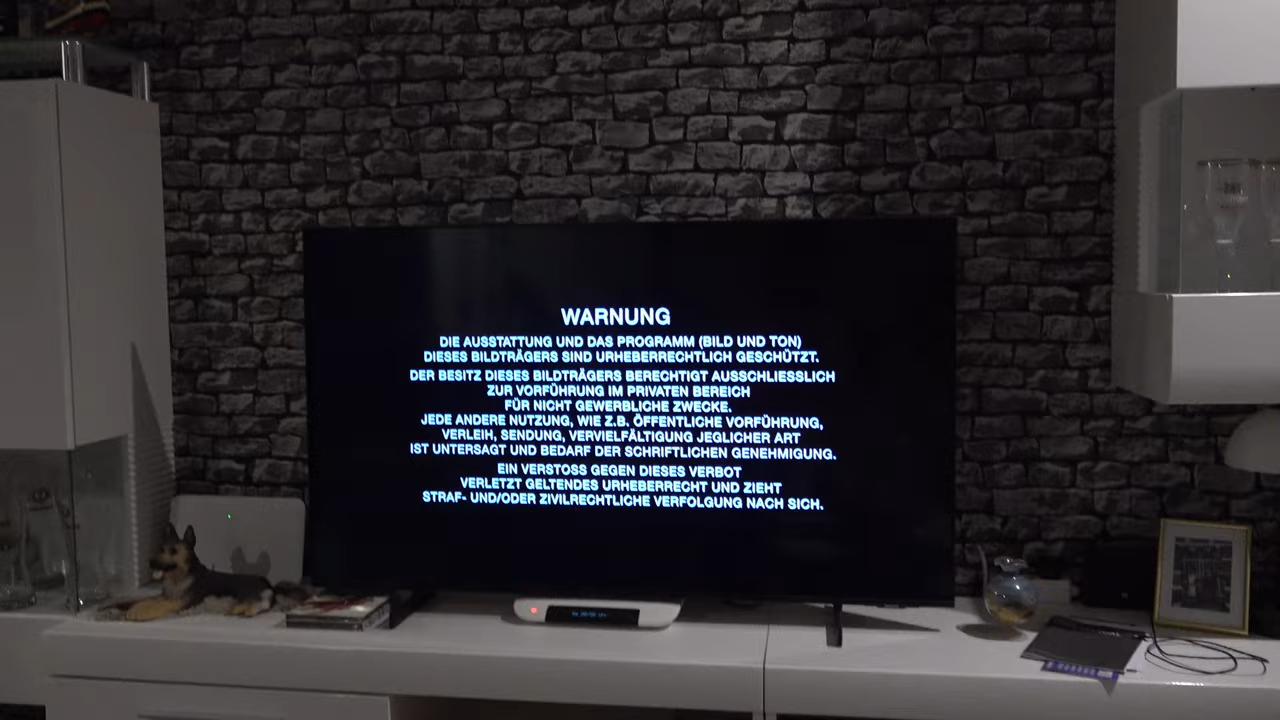 WARNUNG
DIE AUSSTATTUNG UND DAS PROGRAMM (BILD UND TON)
DIESES BILDTRÄGERS SIND URHEBERRECHTLICH GESCHÜTZT.
DER BESITZ DIESES BILDTRÄGERS BERECHTIGT AUSSCHLIESSLICH
ZUR VORFÜHRUNG IM PRIVATEN BEREICH
FÜR NICHT GEWERBLICHE ZWECKE.
JEDE ANDERE NUTZUNG, WIE Z.B. ÖFFENTLICHE VORFÜHRUNG,
VERLEIH, SENDUNG, VERVIELFÄLTIGUNG JEGLICHER ART
IST UNTERSAGT UND BEDARF DER SCHRIFTLICHEN GENEHMIGUNG.
EIN VERSTOSS GEGEN DIESES VERBOT
VERLETZT GELTENDES URHEBERRECHT UND ZIEHT
STRAF- UND/ODER ZIVILRECHTLICHE VERFOLGUNG NACH SICH.